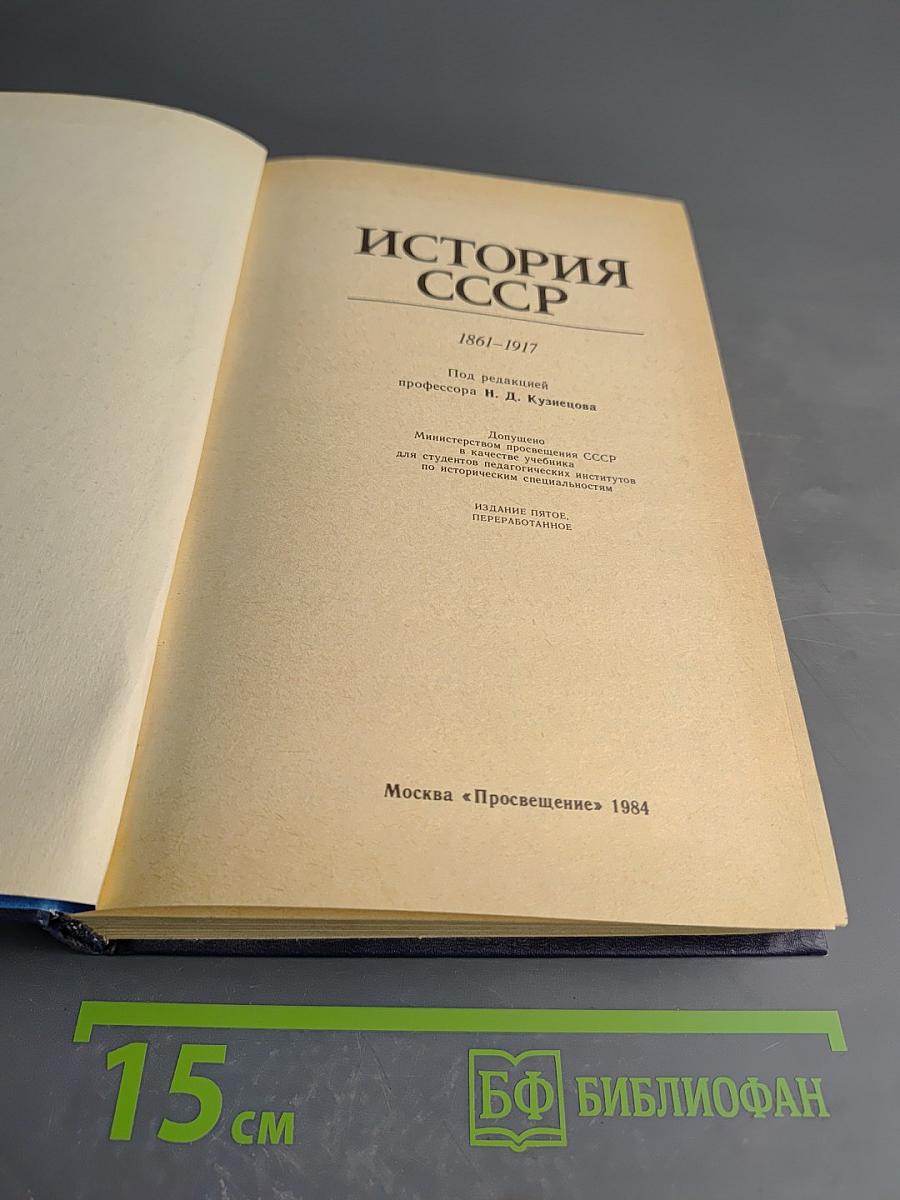 ИСТОРИЯ
СССР
1861–1917
Под редакцией
профессора Н. Д. Кузнецова
Допущено
Министерством просвещения СССР
в качестве учебника
для студентов педагогических институтов
по историческим специальностям
ИЗДАНИЕ ПЯТОЕ,
ПЕРЕРАБОТАННОЕ
Москва «Просвещение» 1984
15 см
БФ БИБЛИОФАН